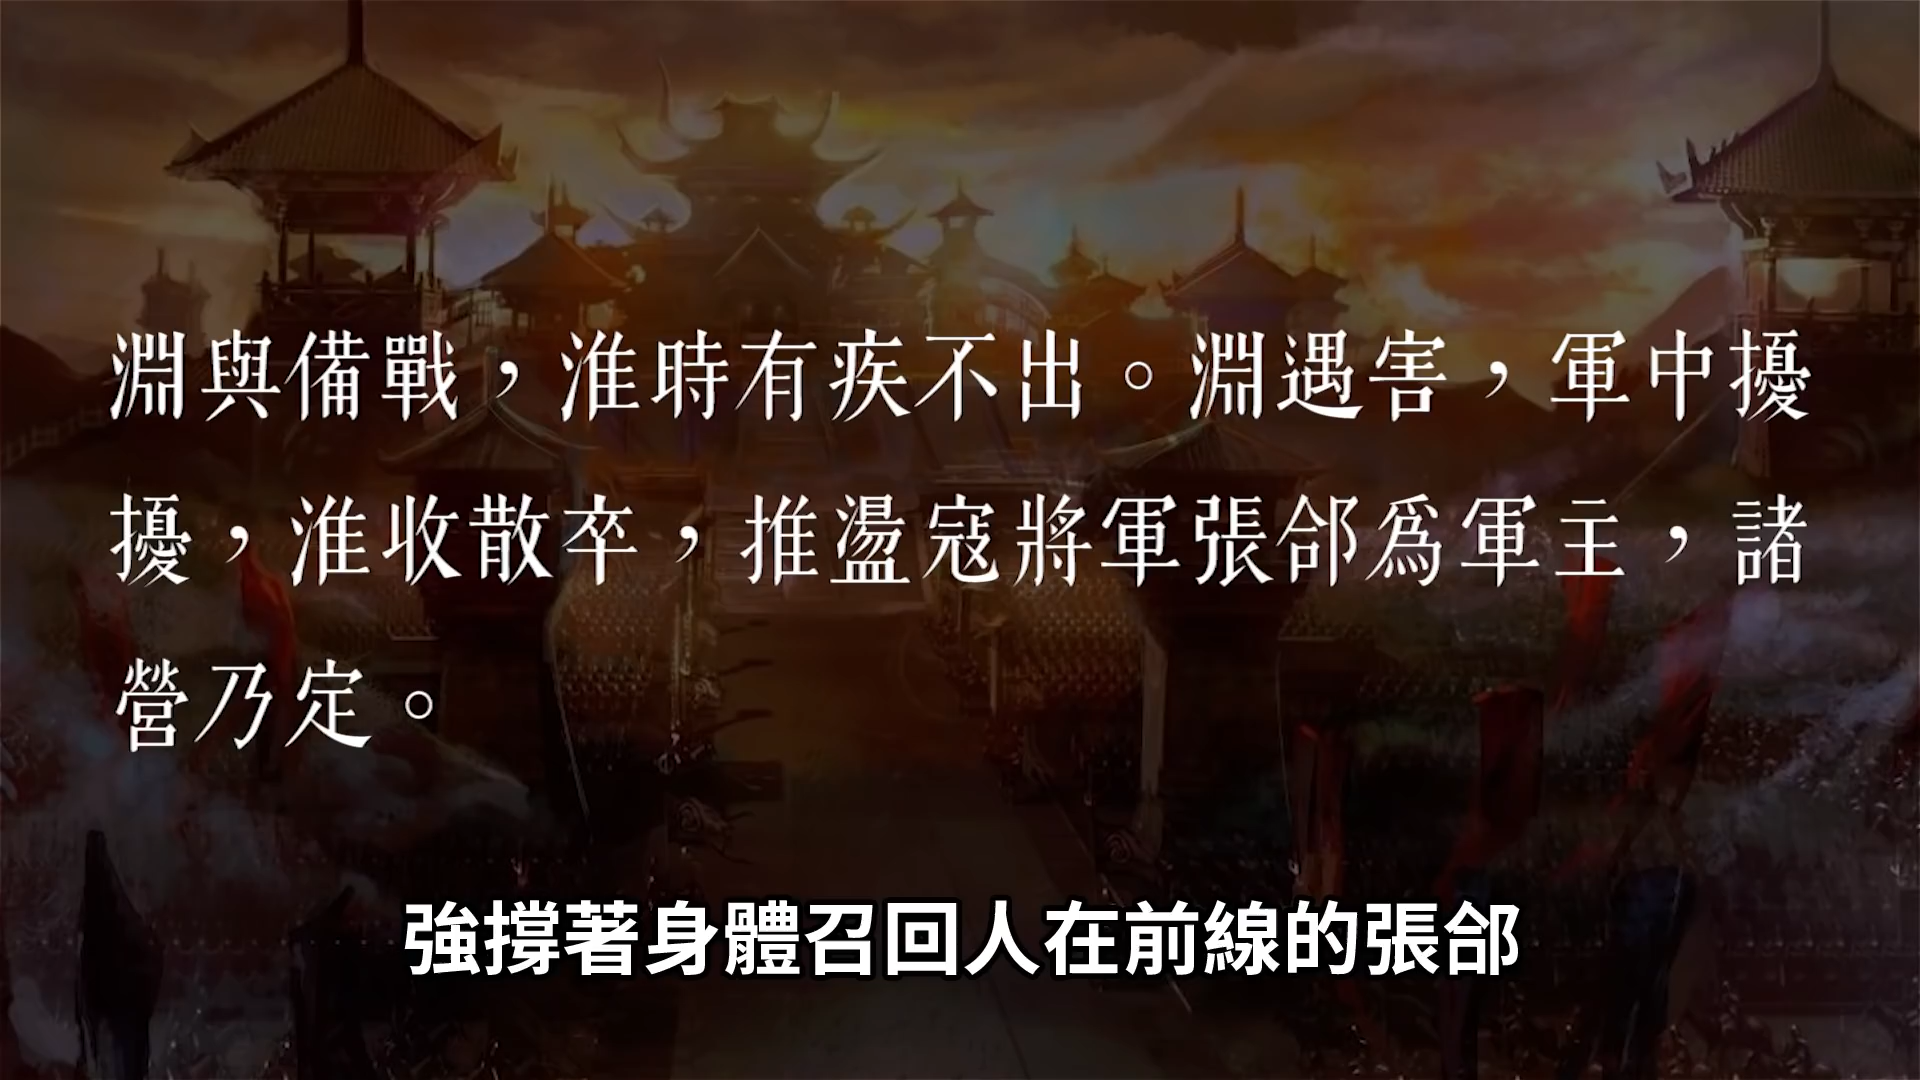 淵與備戰，淮時有疾不出。淵遇害，軍中擾
擾，淮收散卒，推盪寇將軍張郃爲軍主，諸
營乃定。
強撐著身體召回人在前線的張郃